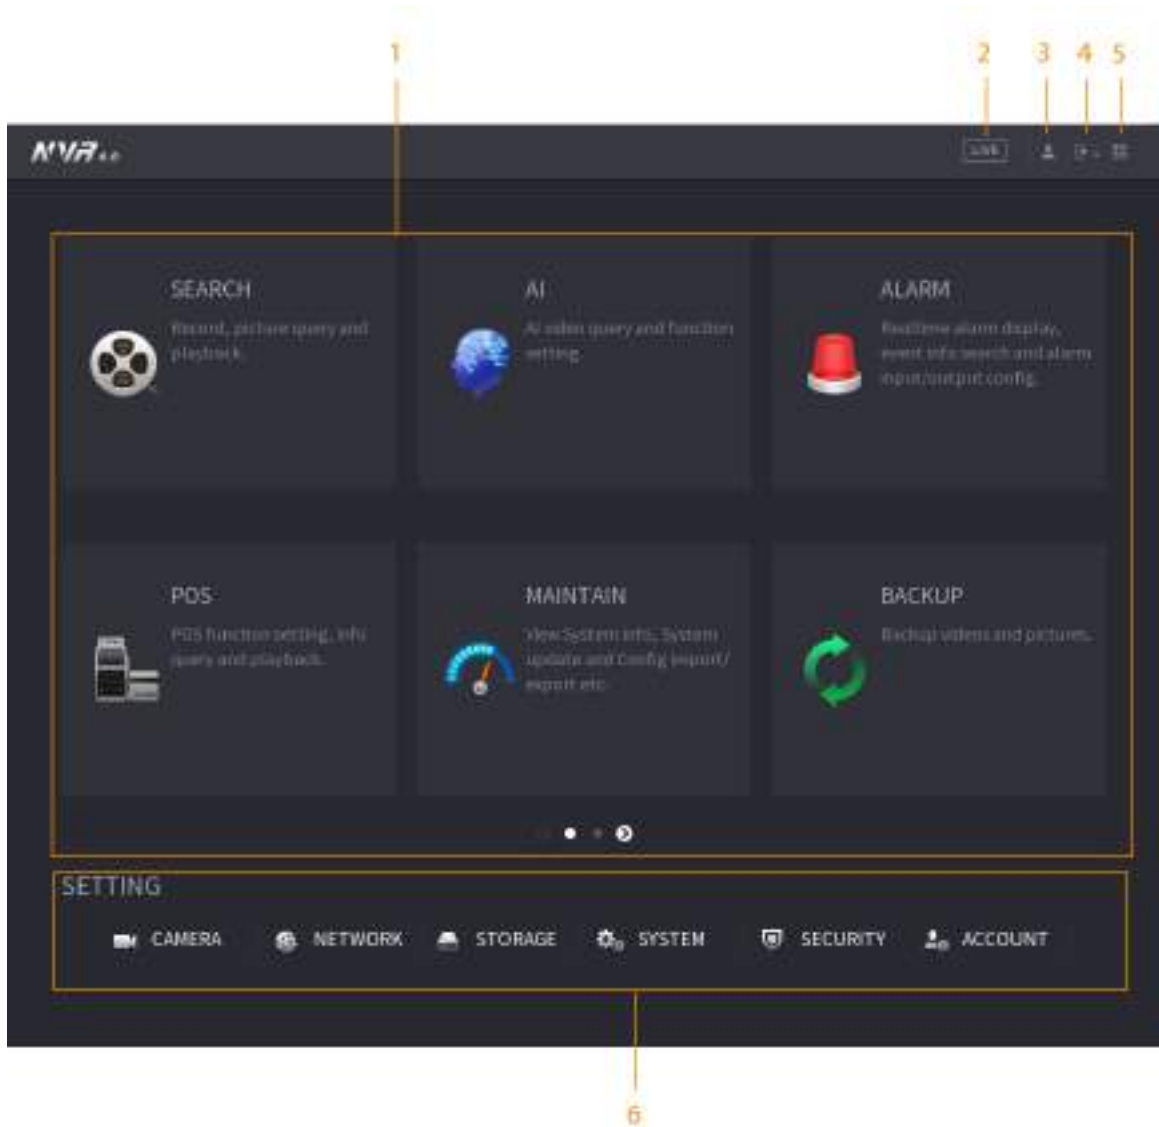 1
2 3 4 5
NVR 4.0
LIVE
SEARCH
Record, picture query and
playback.
AI
AI video query and function
setting
ALARM
Realtime alarm display,
event info search and alarm
input/output config.
POS
POS function setting, info
query and playback.
MAINTAIN
View System info, System
update and Config import/
export etc.
BACKUP
Backup videos and pictures.
SETTING
CAMERA NETWORK STORAGE SYSTEM SECURITY ACCOUNT
6